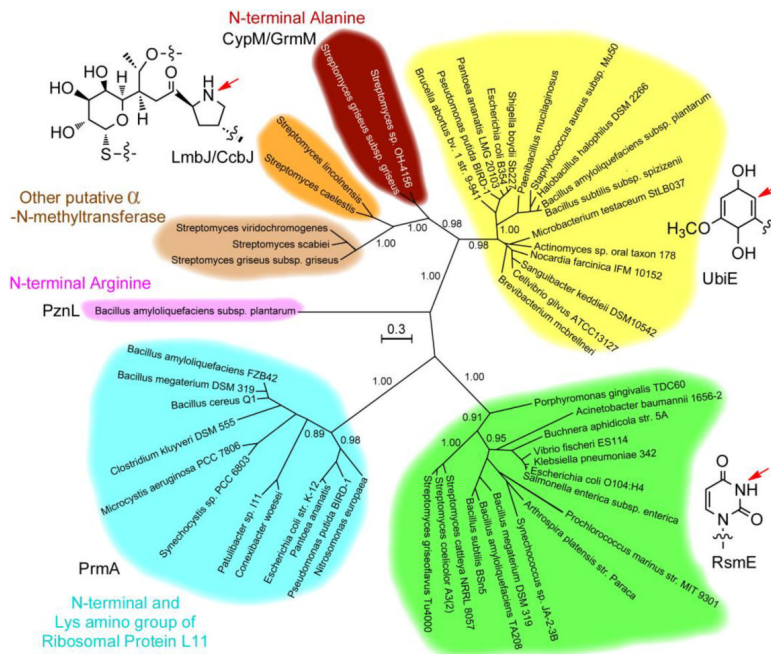 N-terminal Alanine
CypM/GrmM
LmbJ/CcbJ
Other putative α
-N-methyltransferase
N-terminal Arginine
PznL
PrmA
N-terminal and
Lys amino group of
Ribosomal Protein L11
UbiE
RsmE
0.3
Streptomyces lincolnensis
Streptomyces caelestis
Streptomyces griseus subsp. griseus
Streptomyces sp. OH-4156
Streptomyces viridochromogenes
Streptomyces scabiei
Streptomyces griseus subsp. griseus
Bacillus amyloliquefaciens subsp. plantarum
Brucella abortus bv. 1 str. 9-941
Pseudomonas putida BIRD-1
Pantoea ananatis LMG 20103
Escherichia coli B354
Shigella boydii Sb227
Paenibacillus mucilaginosus
Staphylococcus aureus subsp. Mu50
Halobacillus halophilus DSM 2266
Bacillus amyloliquefaciens subsp. plantarum
Bacillus subtilis subsp. spizizenii
Microbacterium testaceum StLB037
Actinomyces sp. oral taxon 178
Nocardia farcinica IFM 10152
Sanguibacter keddieii DSM10542
Cellvibrio gilvus ATCC13127
Brevibacterium mcbrellneri
Bacillus amyloliquefaciens FZB42
Bacillus megaterium DSM 319
Bacillus cereus Q1
Clostridium kluyveri DSM 555
Microcystis aeruginosa PCC 7806
Synechocystis sp. PCC 6803
Patulibacter sp. I11
Conexibacter woesei
Escherichia coli str. K-12
Pantoea ananatis
Pseudomonas putida BIRD-1
Nitrosomonas europaea
Porphyromonas gingivalis TDC60
Acinetobacter baumannii 1656-2
Buchnera aphidicola str. 5A
Vibrio fischeri ES114
Klebsiella pneumoniae 342
Escherichia coli O104:H4
Salmonella enterica subsp. enterica
Prochlorococcus marinus str. MIT 9301
Arthrospira platensis str. Paraca
Synechococcus sp. JA-2-3B
Bacillus megaterium DSM 319
Bacillus amyloliquefaciens TA208
Bacillus subtilis BSn5
Streptomyces cattleya NRRL 8057
Streptomyces coelicolor A3(2)
Streptomyces griseoflavus Tu4000
1.00
1.00
0.98
0.98
1.00
1.00
1.00
1.00
1.00
0.89
0.98
0.91
1.00
0.95
HO
OH
OH
HO
O
S
O
O
H
H
H
H
N
OH
H₃CO
OH
O
NH
N
O